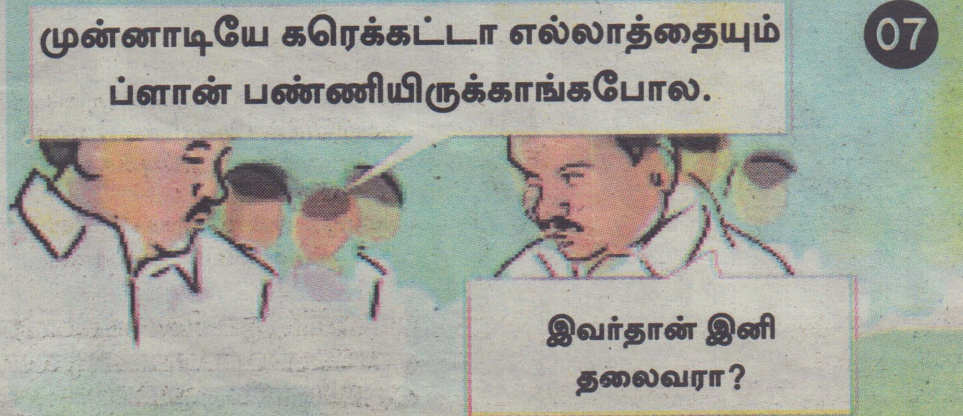 முன்னாடியே கரெக்கட்டா எல்லாத்தையும்
ப்ளான் பண்ணியிருக்காங்கபோல.
07
இவர்தான் இனி
தலைவரா?